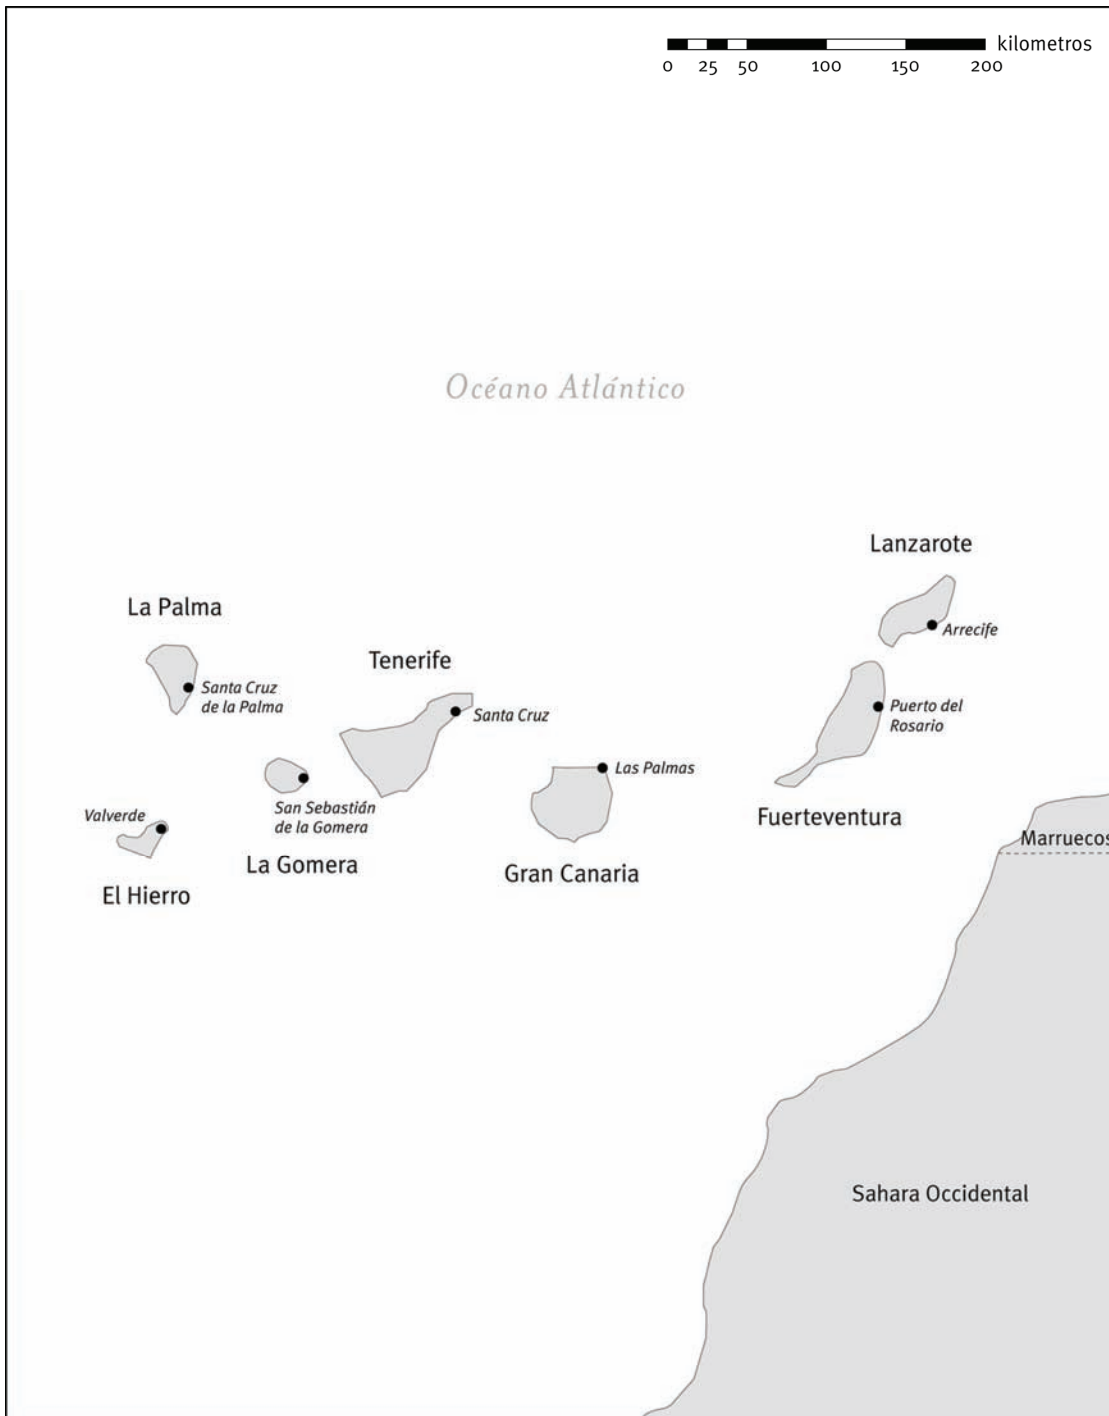 kilometros
0 25 50 100 150 200
Océano Atlántico
Lanzarote
Arrecife
La Palma
Santa Cruz
de la Palma
Tenerife
Santa Cruz
Puerto del
Rosario
Las Palmas
San Sebastián
de la Gomera
Valverde
Fuerteventura
Marruecos
La Gomera
Gran Canaria
El Hierro
Sahara Occidental